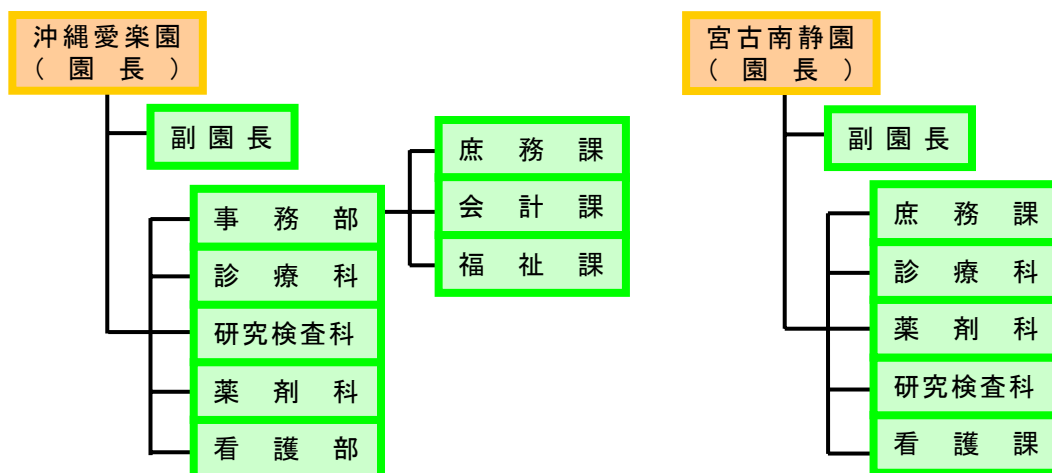 沖縄愛楽園
(園長)
副園長
事務部
診療科
研究検査科
薬剤科
看護部
庶務課
会計課
福祉課
宮古南静園
(園長)
副園長
庶務課
診療科
薬剤科
研究検査科
看護課